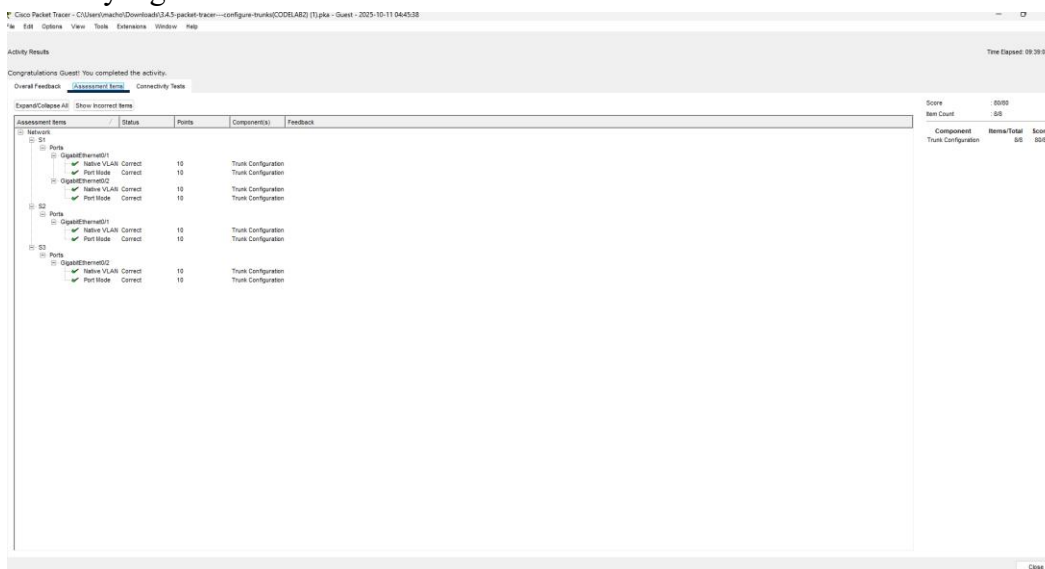 Cisco Packet Tracer - C:\Users\macho\Downloads\3.4.5-packet-tracer---configure-trunks(CODELAB2) (1).pka - Guest - 2025-10-11 04:45:38
File Edit Options View Tools Extensions Window Help
Activity Results
Time Elapsed: 09:39:0
Congratulations Guest! You completed the activity.
Overall Feedback Assessment Items Connectivity Tests
Expand/Collapse All Show Incorrect Items
Score : 80/80
Item Count : 8/8
Assessment Items / Status Points Component(s) Feedback
Component Items/Total Scor
Trunk Configuration 8/8 80/8
Network
S1
Ports
GigabitEthernet0/1
Native VLAN Correct 10 Trunk Configuration
Port Mode Correct 10 Trunk Configuration
GigabitEthernet0/2
Native VLAN Correct 10 Trunk Configuration
Port Mode Correct 10 Trunk Configuration
S2
Ports
GigabitEthernet0/1
Native VLAN Correct 10 Trunk Configuration
Port Mode Correct 10 Trunk Configuration
S3
Ports
GigabitEthernet0/2
Native VLAN Correct 10 Trunk Configuration
Port Mode Correct 10 Trunk Configuration
Close